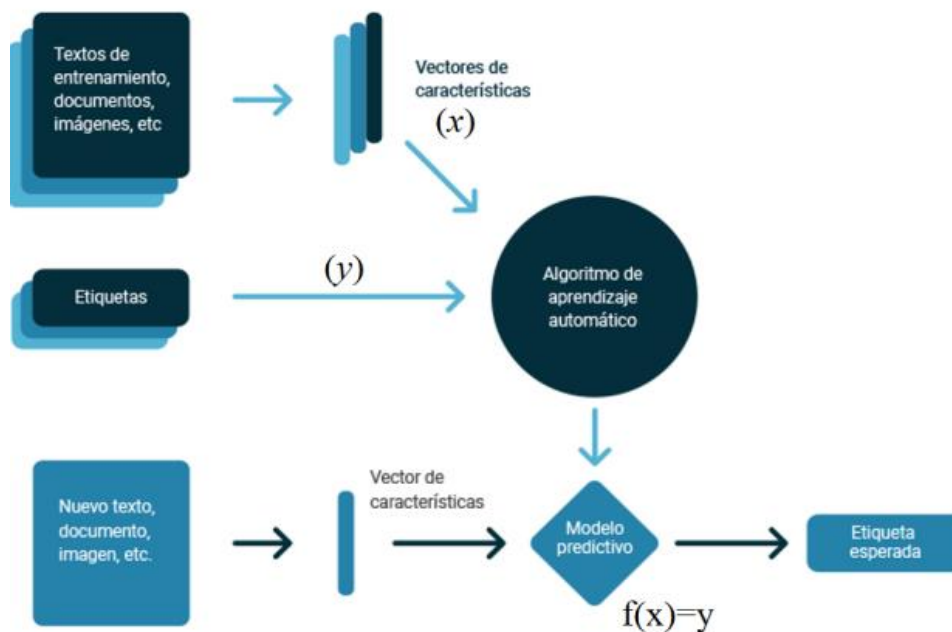 Textos de
entrenamiento,
documentos,
imágenes, etc
Vectores de
características
(x)
Etiquetas
(y)
Algoritmo de
aprendizaje
automático
Nuevo texto,
documento,
imagen, etc.
Vector de
características
Modelo
predictivo
f(x)=y
Etiqueta
esperada